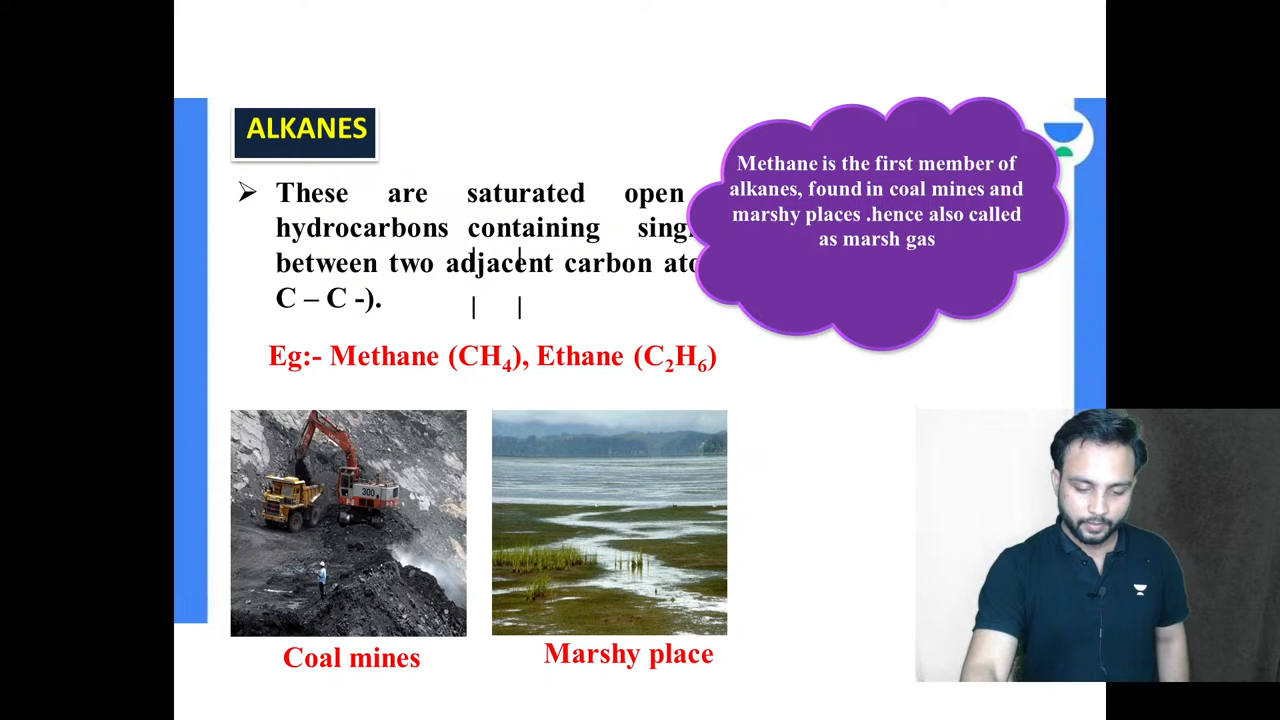 ALKANES
➢ These are saturated open
hydrocarbons containing
between two adjacent carbon
C – C -).
| |
| |
Eg:- Methane (CH₄), Ethane (C₂H₆)
Methane is the first member of
alkanes, found in coal mines and
marshy places .hence also called
as marsh gas
300
Coal mines
Marshy place